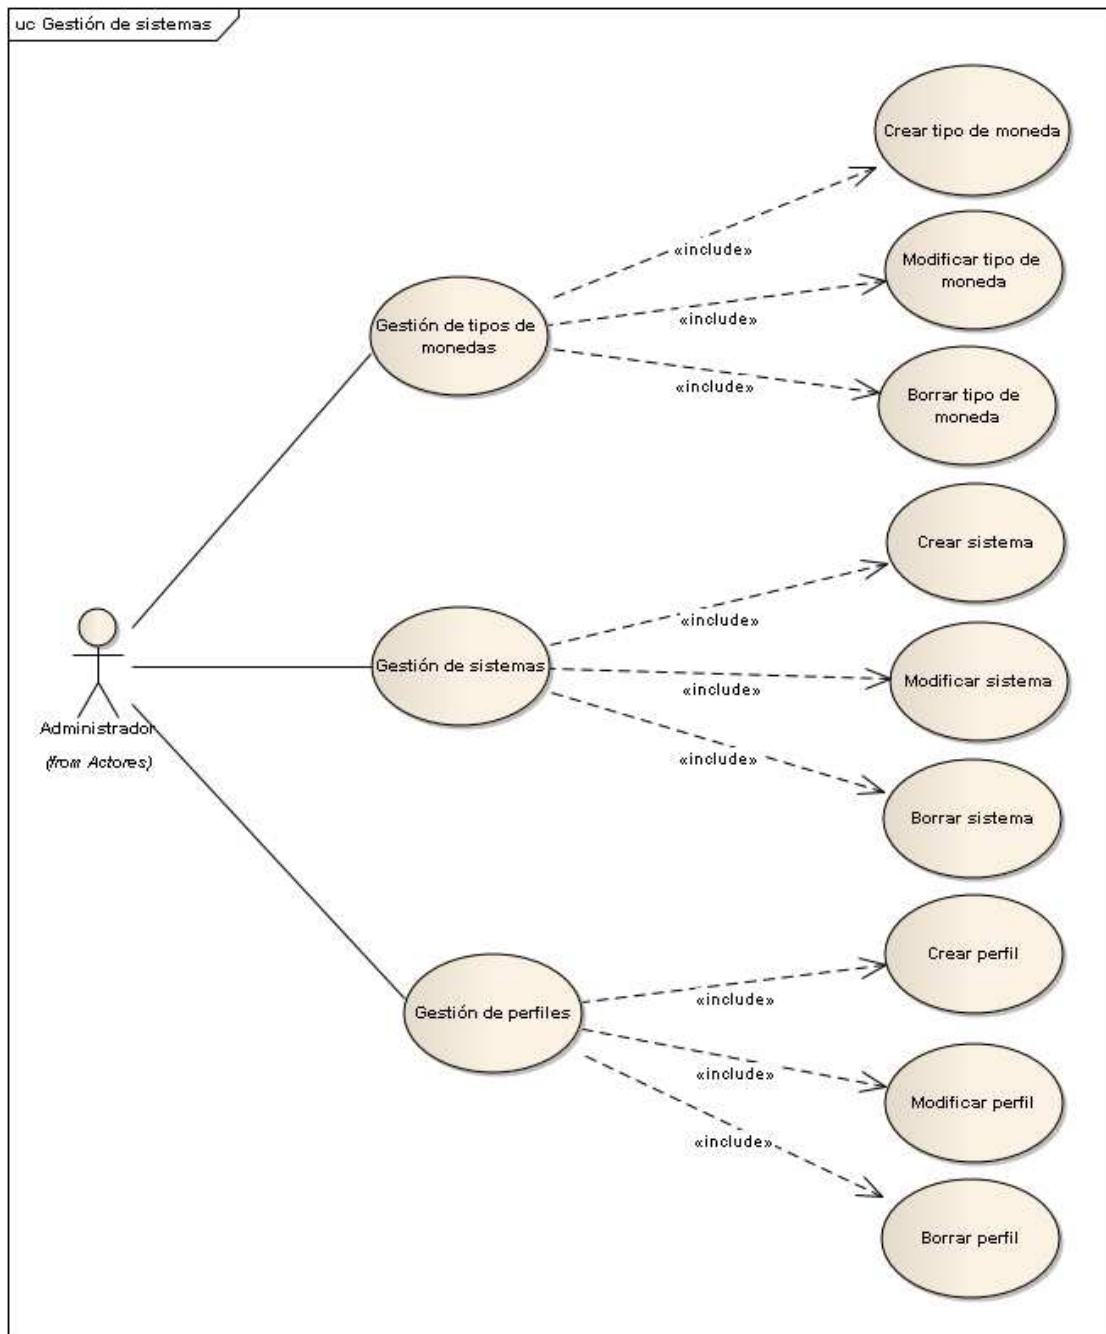 uc Gestión de sistemas
Crear tipo de moneda
«include»
Modificar tipo de
moneda
Gestión de tipos de
monedas
«include»
«include»
Borrar tipo de
moneda
Crear sistema
«include»
Gestión de sistemas
«include»
Modificar sistema
Administrador
(from Actores)
«include»
Borrar sistema
Crear perfil
«include»
Gestión de perfiles
«include»
Modificar perfil
«include»
Borrar perfil